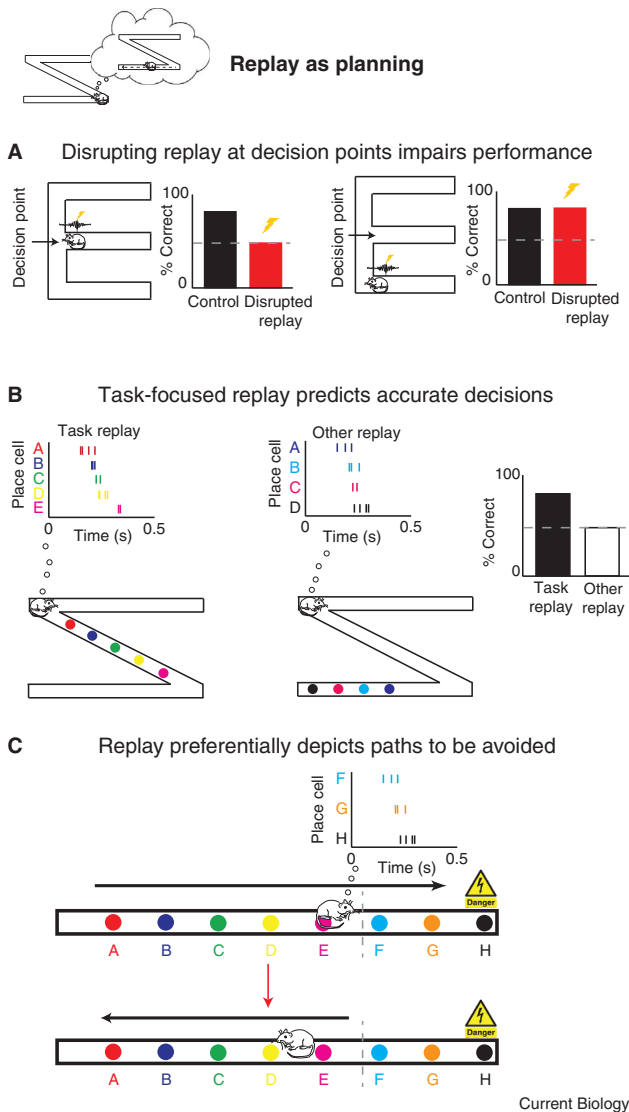 Replay as planning
A Disrupting replay at decision points impairs performance
Decision point
100
% Correct
0
Control Disrupted
replay
Decision point
100
% Correct
0
Control Disrupted
replay
B Task-focused replay predicts accurate decisions
Task replay
Place cell
A
B
C
D
E
0 0.5
Time (s)
Other replay
Place cell
A
B
C
D
0 0.5
Time (s)
100
% Correct
0
Task Other
replay replay
C Replay preferentially depicts paths to be avoided
Place cell
F
G
H
0 0.5
Time (s)
Danger
A B C D E F G H
Danger
A B C D E F G H
Current Biology